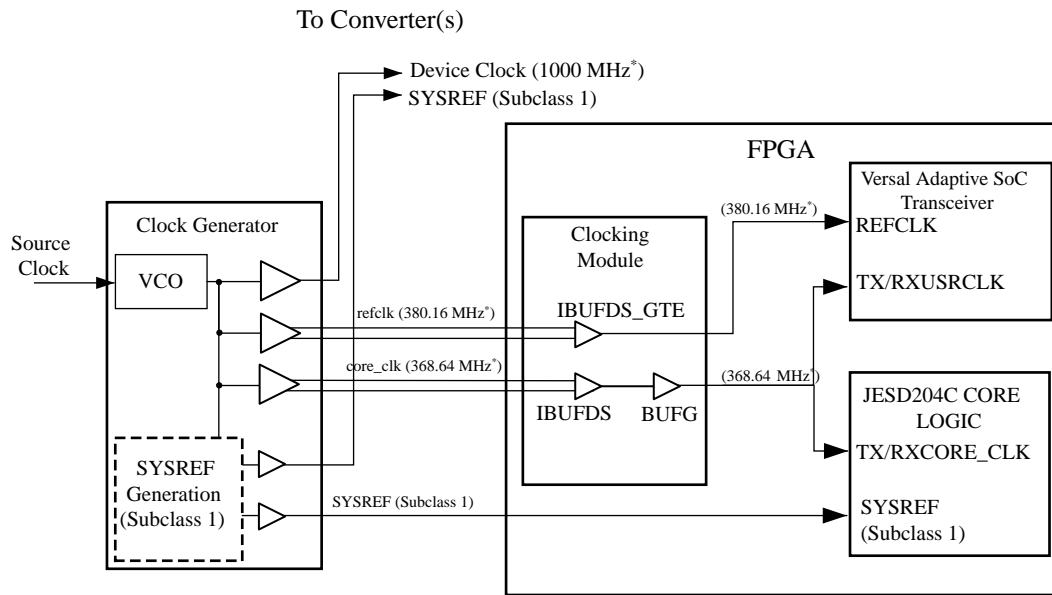 To Converter(s)
Device Clock (1000 MHz*)
SYSREF (Subclass 1)
FPGA
Versal Adaptive SoC
Transceiver
REFCLK
TX/RXUSRCLK
(380.16 MHz*)
Clock Generator
Source
Clock
VCO
Clocking
Module
refclk (380.16 MHz*)
IBUFDS_GTE
core_clk (368.64 MHz*)
IBUFDS
BUFG
(368.64 MHz*)
JESD204C CORE
LOGIC
TX/RXCORE_CLK
SYSREF
(Subclass 1)
SYSREF
Generation
(Subclass 1)
SYSREF (Subclass 1)